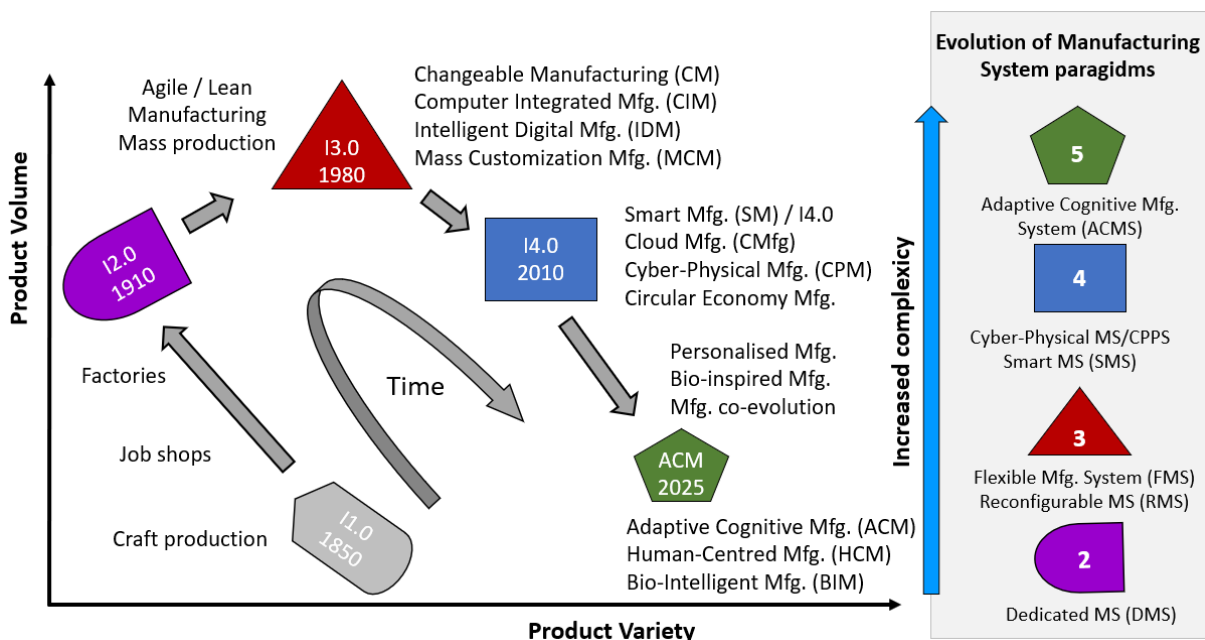 Product Volume
Agile / Lean
Manufacturing
Mass production
I3.0
1980
Changeable Manufacturing (CM)
Computer Integrated Mfg. (CIM)
Intelligent Digital Mfg. (IDM)
Mass Customization Mfg. (MCM)
I2.0
1910
I4.0
2010
Smart Mfg. (SM) / I4.0
Cloud Mfg. (CMfg)
Cyber-Physical Mfg. (CPM)
Circular Economy Mfg.
Factories
Time
Personalised Mfg.
Bio-inspired Mfg.
Mfg. co-evolution
Job shops
ACM
2025
Craft production
I1.0
1850
Adaptive Cognitive Mfg. (ACM)
Human-Centred Mfg. (HCM)
Bio-Intelligent Mfg. (BIM)
Product Variety
Evolution of Manufacturing
System paragidms
Increased complexicy
5
Adaptive Cognitive Mfg.
System (ACMS)
4
Cyber-Physical MS/CPPS
Smart MS (SMS)
3
Flexible Mfg. System (FMS)
Reconfigurable MS (RMS)
2
Dedicated MS (DMS)